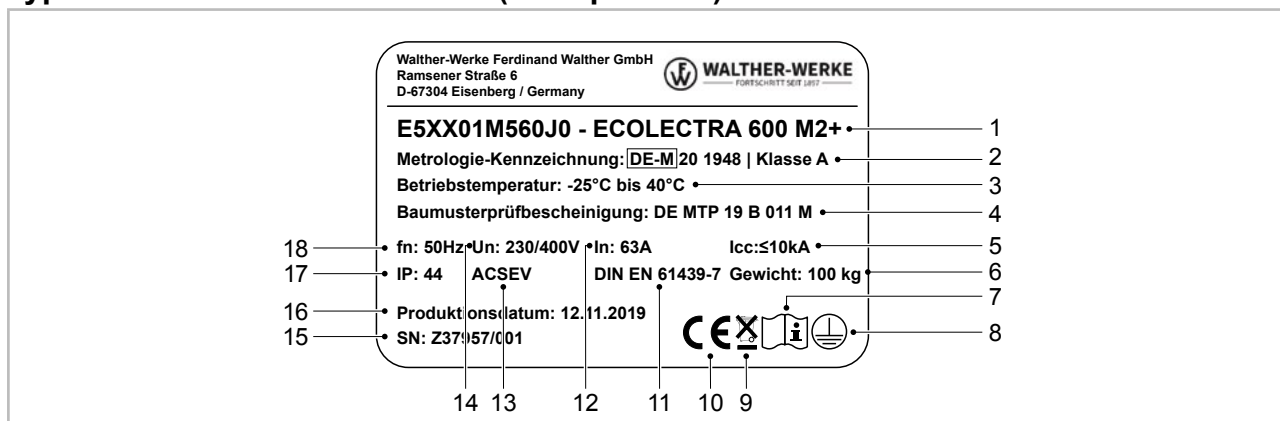 Walther-Werke Ferdinand Walther GmbH
Ramsener Straße 6
D-67304 Eisenberg / Germany
WALTHER-WERKE
FORTSCHRITT SEIT 1897
E5XX01M560J0 - ECOLECTRA 600 M2+ 1
Metrologie-Kennzeichnung: DE-M 20 1948 | Klasse A 2
Betriebstemperatur: -25°C bis 40°C 3
Baumusterprüfbescheinigung: DE MTP 19 B 011 M 4
18 fn: 50Hz Un: 230/400V In: 63A Icc:≤10kA 5
17 IP: 44 ACSEV DIN EN 61439-7 Gewicht: 100 kg 6
7
16 Produktionsdatum: 12.11.2019
15 SN: Z37957/001 CE i 8
14 13 12 11 10 9